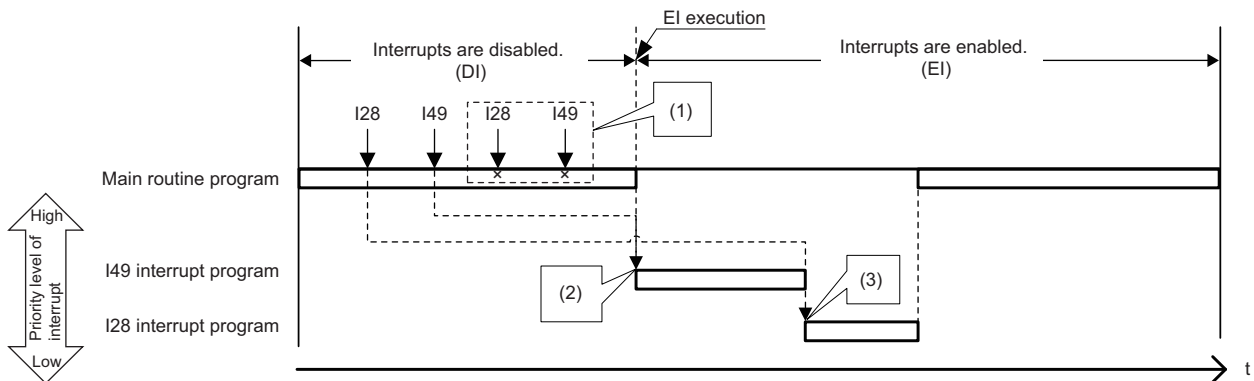 EI execution
Interrupts are disabled.
(DI)
Interrupts are enabled.
(EI)
I28
I49
I28
I49
(1)
Main routine program
High
Priority level of
interrupt
Low
I49 interrupt program
(2)
(3)
I28 interrupt program
t